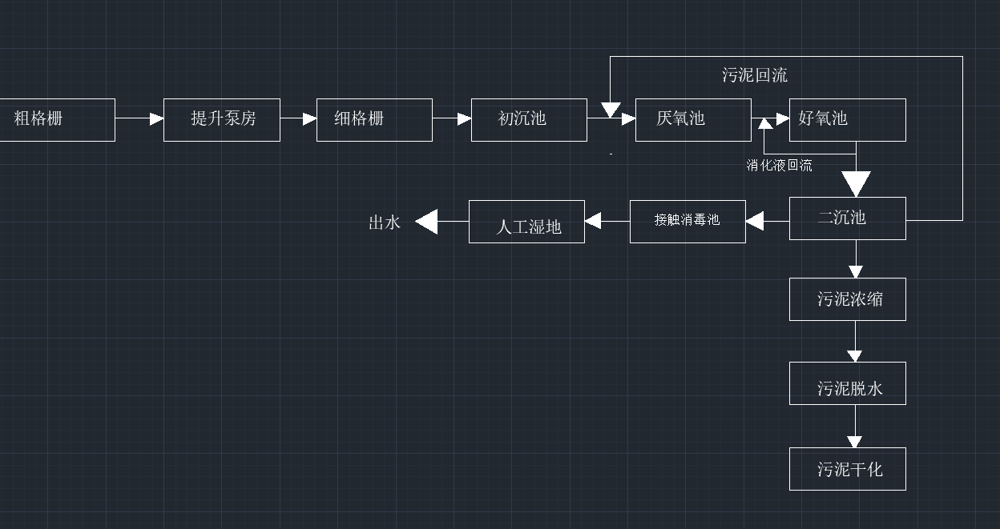 污泥回流
粗格栅
提升泵房
细格栅
初沉池
厌氧池
好氧池
消化液回流
出水
人工湿地
接触消毒池
二沉池
污泥浓缩
污泥脱水
污泥干化